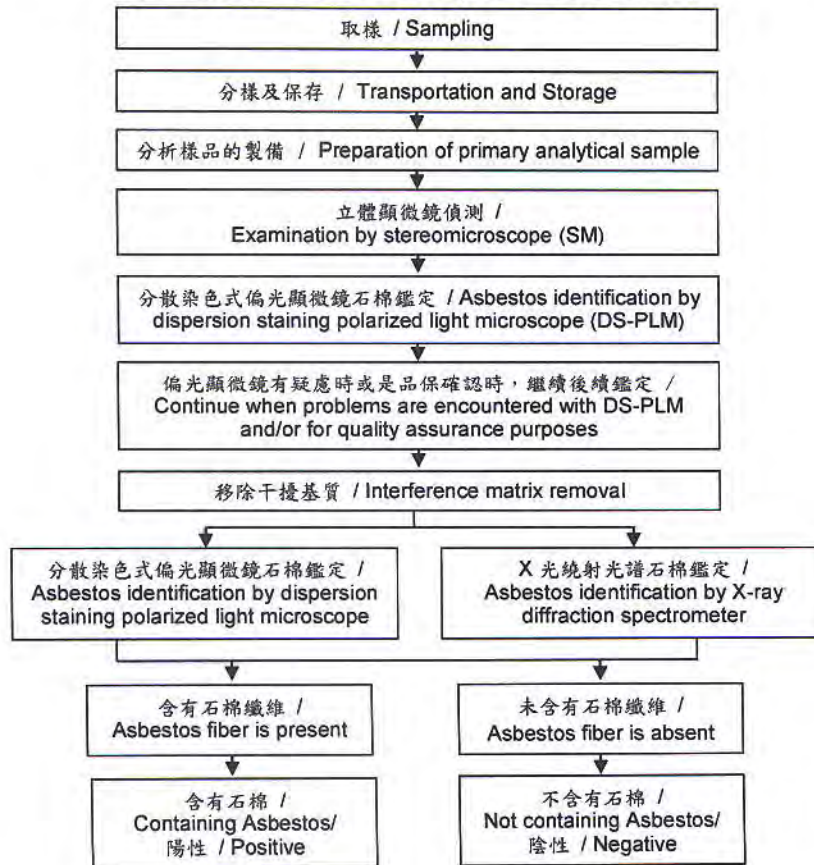 取樣 / Sampling
分樣及保存 / Transportation and Storage
分析樣品的製備 / Preparation of primary analytical sample
立體顯微鏡偵測 /
Examination by stereomicroscope (SM)
分散染色式偏光顯微鏡石棉鑑定 / Asbestos identification by
dispersion staining polarized light microscope (DS-PLM)
偏光顯微鏡有疑慮時或是品保確認時，繼續後續鑑定 /
Continue when problems are encountered with DS-PLM
and/or for quality assurance purposes
移除干擾基質 / Interference matrix removal
分散染色式偏光顯微鏡石棉鑑定 /
Asbestos identification by dispersion
staining polarized light microscope
X 光繞射光譜石棉鑑定 /
Asbestos identification by X-ray
diffraction spectrometer
含有石棉纖維 /
Asbestos fiber is present
未含有石棉纖維 /
Asbestos fiber is absent
含有石棉 /
Containing Asbestos/
陽性 / Positive
不含有石棉 /
Not containing Asbestos/
陰性 / Negative